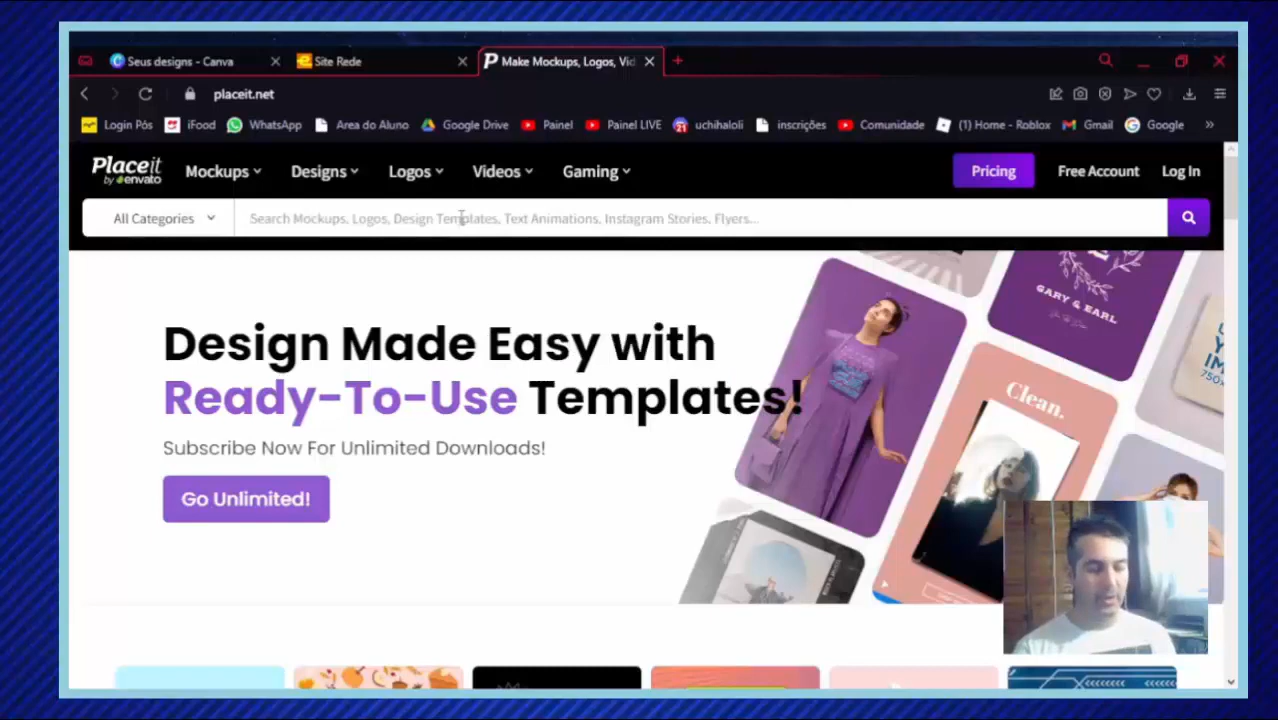 Seus designs - Canva
Site Rede
Make Mockups, Logos, Vid
placeit.net
Login Pós
iFood
WhatsApp
Area do Aluno
Google Drive
Painel
Painel LIVE
21
uchihaloli
inscrições
Comunidade
(1) Home - Roblox
Gmail
Google
Placeit
by envato
Mockups
Designs
Logos
Videos
Gaming
Pricing
Free Account
Log In
All Categories
Search Mockups, Logos, Design Templates, Text Animations, Instagram Stories, Flyers...
Design Made Easy with
Ready-To-Use Templates!
Subscribe Now For Unlimited Downloads!
Go Unlimited!
GARY & EARL
Clean.